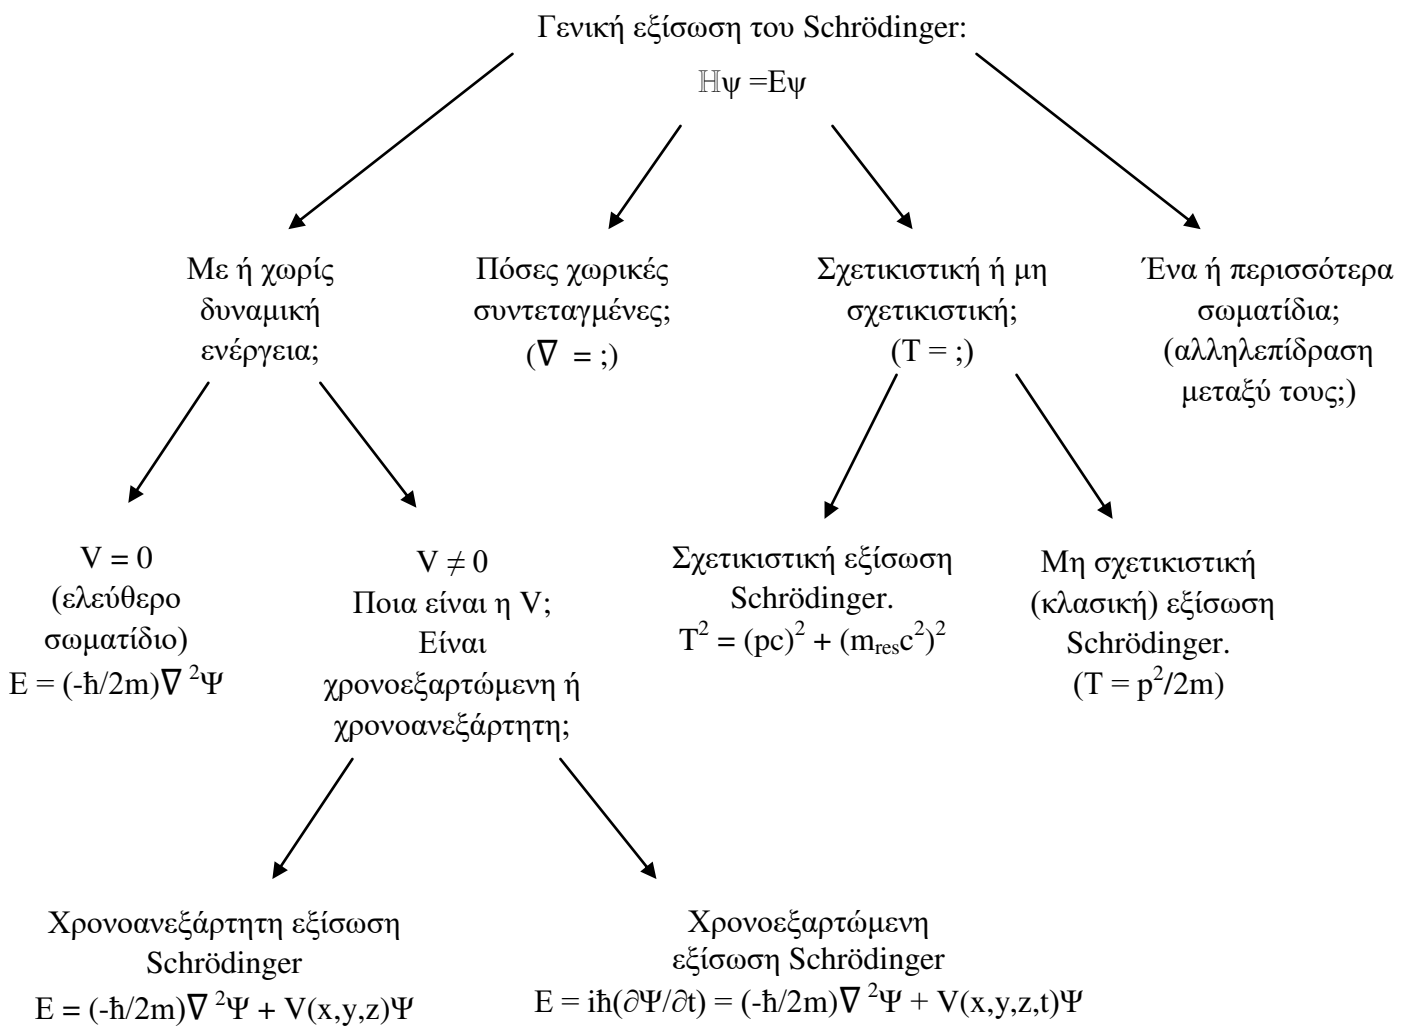 Γενική εξίσωση του Schrödinger:
ℍψ =Eψ
Με ή χωρίς
δυναμική
ενέργεια;
Πόσες χωρικές
συντεταγμένες;
(∇ = ;)
Σχετικιστική ή μη
σχετικιστική;
(T = ;)
Ένα ή περισσότερα
σωματίδια;
(αλληλεπίδραση
μεταξύ τους;)
V = 0
(ελεύθερο
σωματίδιο)
E = (-ħ/2m)∇ ²Ψ
V ≠ 0
Ποια είναι η V;
Είναι
χρονοεξαρτώμενη ή
χρονοανεξάρτητη;
Σχετικιστική εξίσωση
Schrödinger.
T² = (pc)² + (m_res c²)²
Μη σχετικιστική
(κλασική) εξίσωση
Schrödinger.
(T = p²/2m)
Χρονοανεξάρτητη εξίσωση
Schrödinger
E = (-ħ/2m)∇ ²Ψ + V(x,y,z)Ψ
Χρονοεξαρτώμενη
εξίσωση Schrödinger
E = iħ(∂Ψ/∂t) = (-ħ/2m)∇ ²Ψ + V(x,y,z,t)Ψ